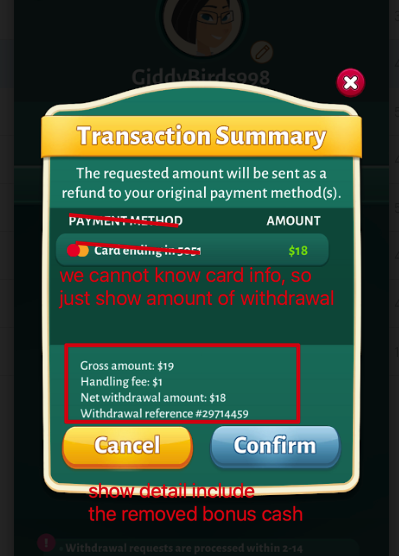 GiddyBirds998
Transaction Summary
The requested amount will be sent as a
refund to your original payment method(s).
PAYMENT METHOD AMOUNT
Card ending in 5051 $18
we cannot know card info, so
just show amount of withdrawal
Gross amount: $19
Handling fee: $1
Net withdrawal amount: $18
Withdrawal reference #29714459
Cancel Confirm
show detail include
the removed bonus cash
- Withdrawal requests are processed within 2-14